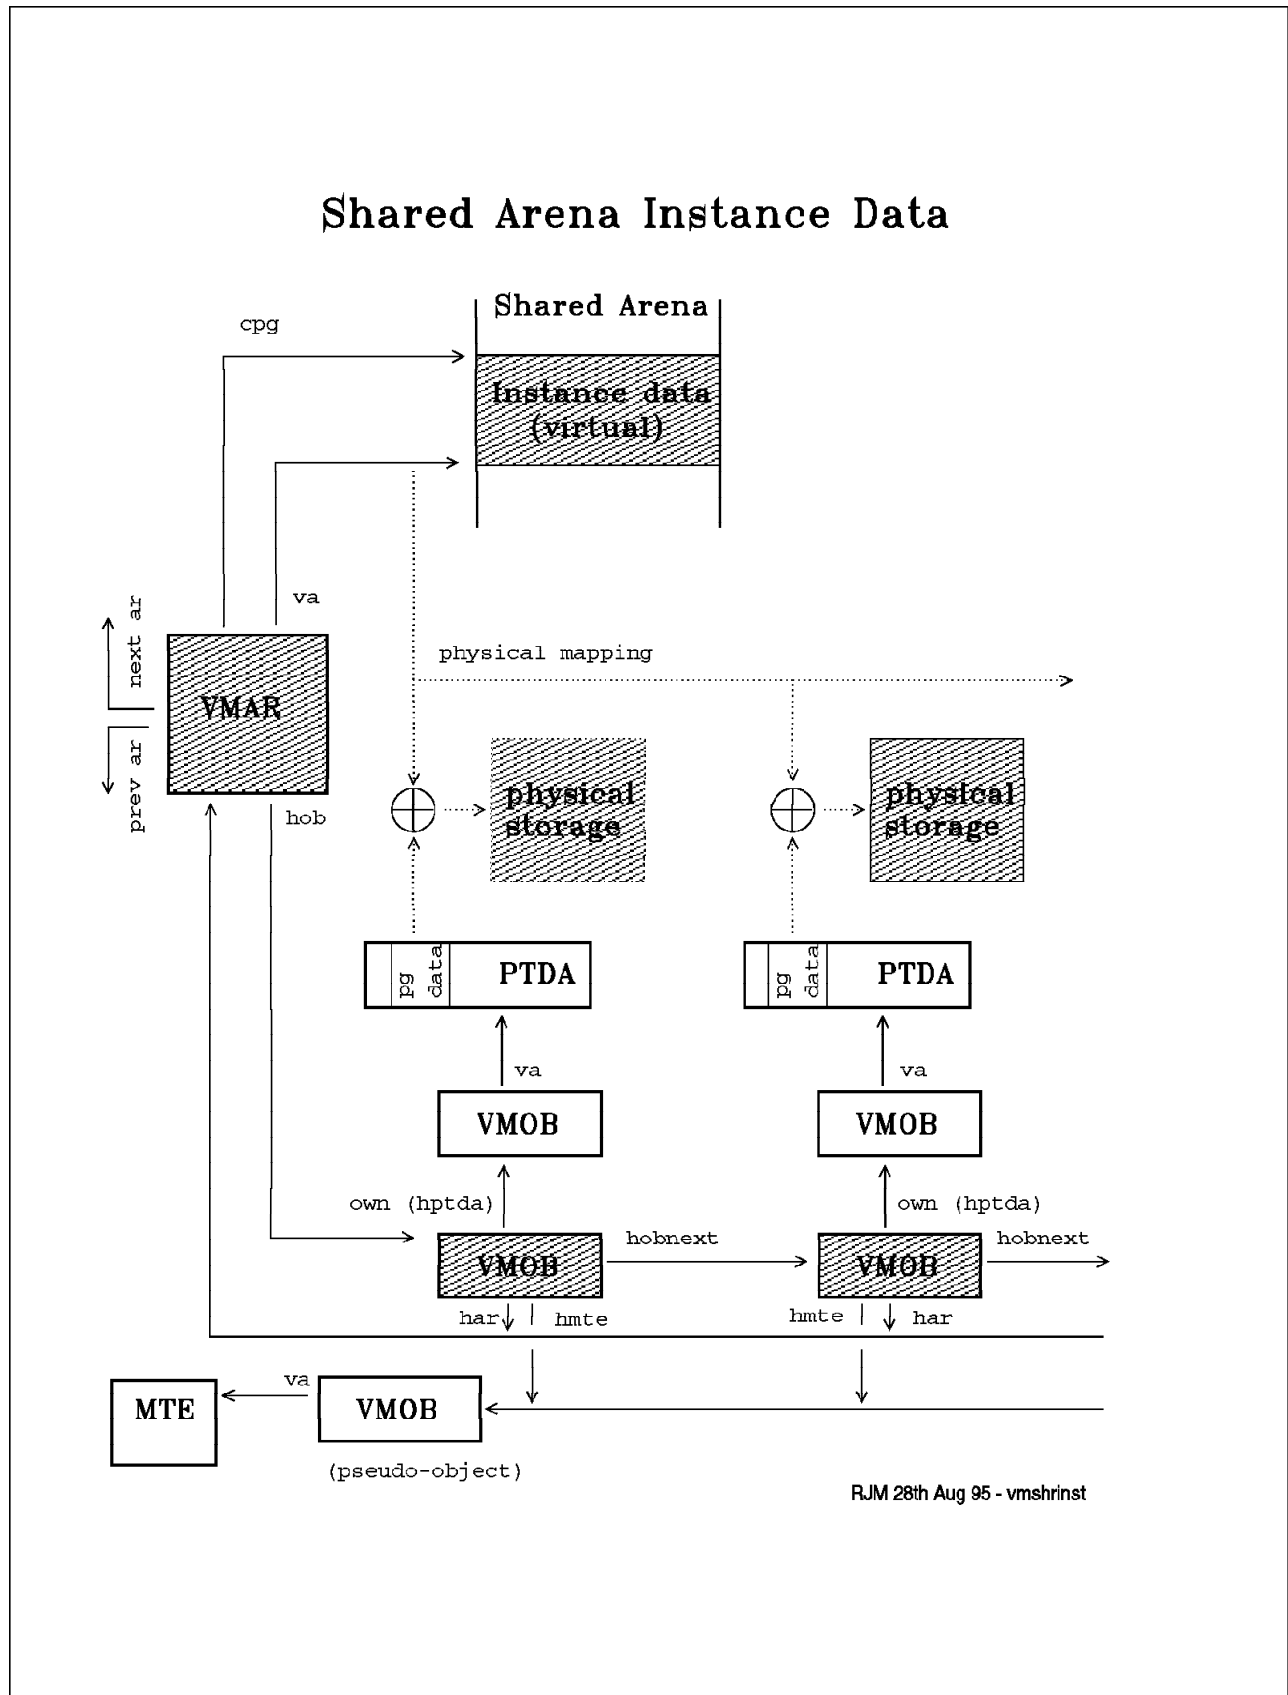 Shared Arena Instance Data
Shared Arena
cpg
Instance data
(virtual)
va
next ar
physical mapping
VMAR
prev ar
hob
physical
storage
physical
storage
pg
data
PTDA
pg
data
PTDA
va
va
VMOB
VMOB
own (hptda)
own (hptda)
hobnext
hobnext
VMOB
VMOB
har
hmte
hmte
har
va
MTE
VMOB
(pseudo-object)
RJM 28th Aug 95 - vmshrinst